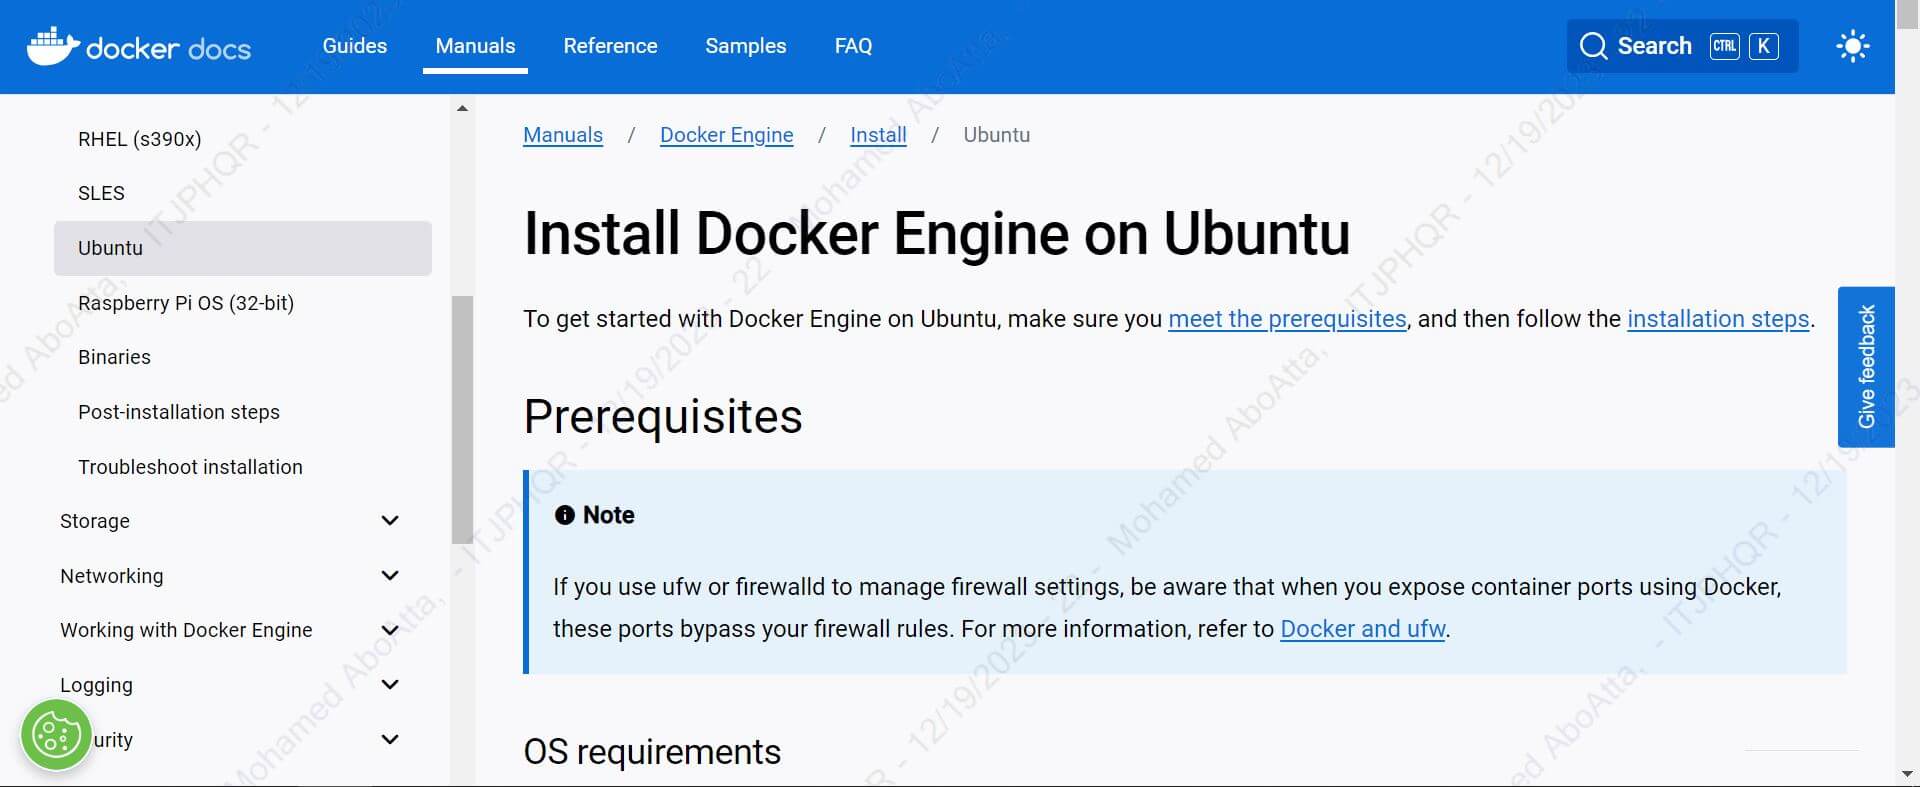 docker docs
Guides
Manuals
Reference
Samples
FAQ
Search CTRL K
RHEL (s390x)
SLES
Ubuntu
Raspberry Pi OS (32-bit)
Binaries
Post-installation steps
Troubleshoot installation
Storage
Networking
Working with Docker Engine
Logging
urity
Manuals / Docker Engine / Install / Ubuntu
Install Docker Engine on Ubuntu
To get started with Docker Engine on Ubuntu, make sure you meet the prerequisites, and then follow the installation steps.
Prerequisites
Note
If you use ufw or firewalld to manage firewall settings, be aware that when you expose container ports using Docker,
these ports bypass your firewall rules. For more information, refer to Docker and ufw.
OS requirements
Give feedback
Mohamed AboAtta, - ITJPHQR - 12/19/2023